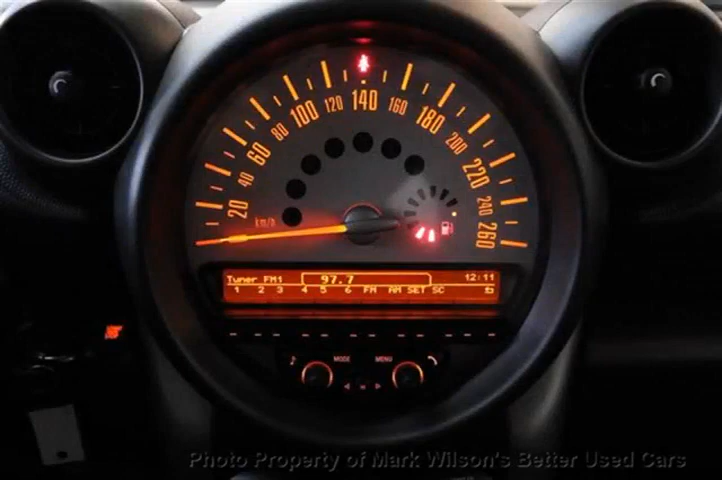 20 40 60 80 100 120 140 160 180 200 220 240 260
km/h
Tuner FM1 97.7 12:11
1 2 3 4 5 6 FM AM SET SC
MODE MENU
Photo Property of Mark Wilson's Better Used Cars